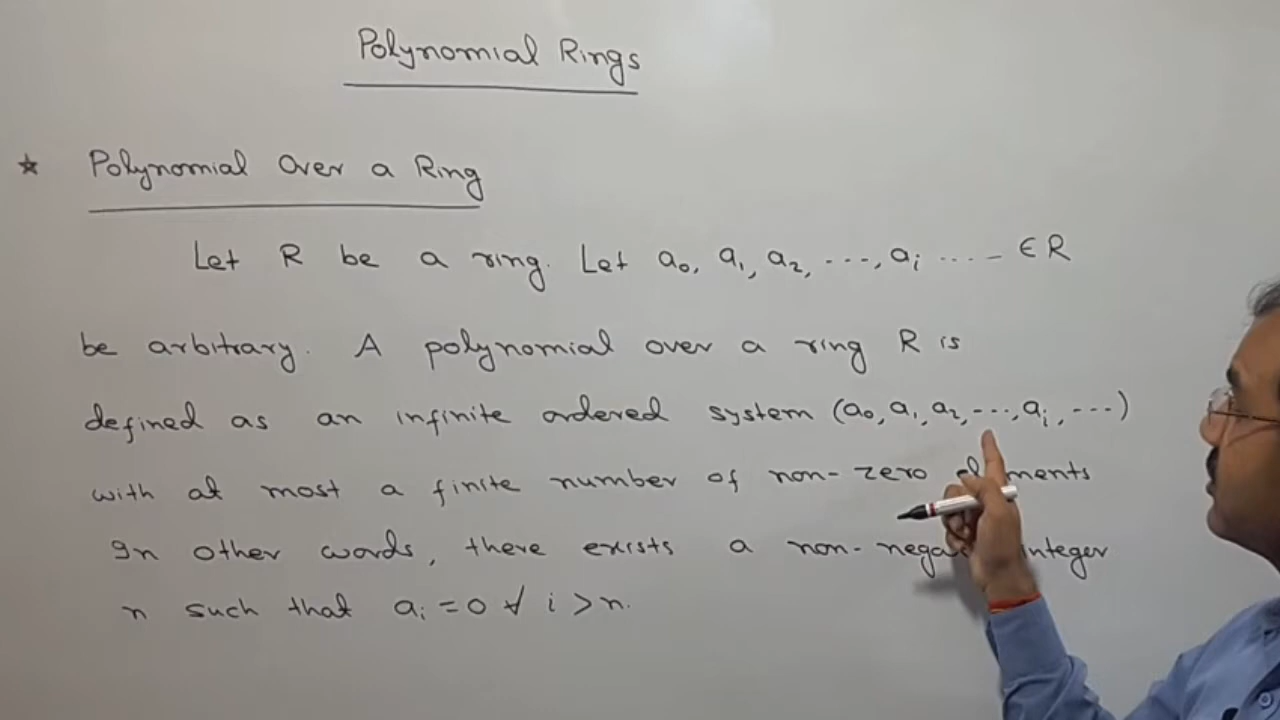 Polynomial Rings
☆ Polynomial Over a Ring
Let R be a ring. Let a₀, a₁, a₂, ---, aᵢ ---- ∈ R
be arbitrary. A polynomial over a ring R is
defined as an infinite ordered system (a₀, a₁, a₂, ---, aᵢ, ---)
with at most a finite number of non-zero
In other words, there exists a non- integer
n such that aᵢ = 0 ∀ i > n.